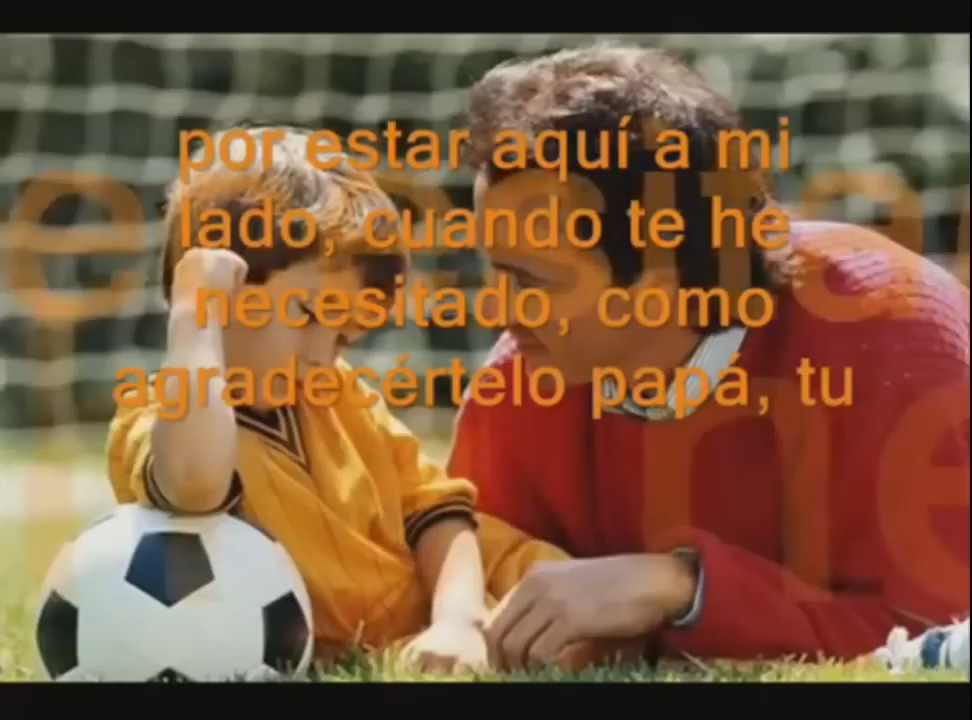 por estar aquí a mi
lado, cuando te he
necesitado, como
agradecértelo papá, tu